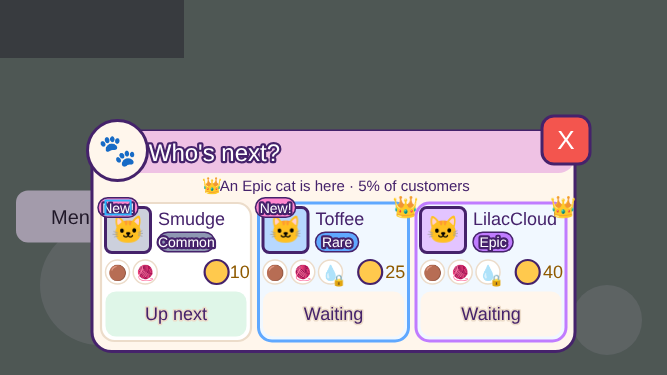 Who's next?
X
An Epic cat is here · 5% of customers
New!
Smudge
Common
10
Up next
New!
Toffee
Rare
25
Waiting
LilacCloud
Epic
40
Waiting
Men